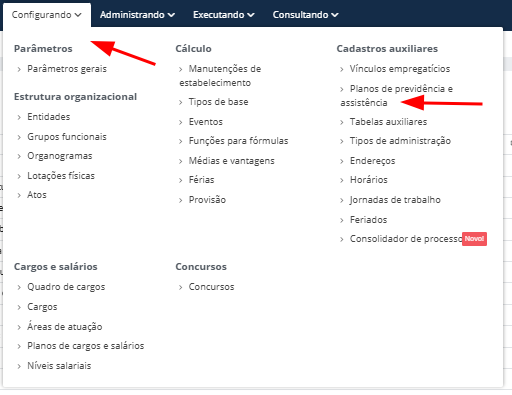 Configurando
Administrando
Executando
Consultando
Parâmetros
Parâmetros gerais
Estrutura organizacional
Entidades
Grupos funcionais
Organogramas
Lotações físicas
Atos
Cálculo
Manutenções de
estabelecimento
Tipos de base
Eventos
Funções para fórmulas
Médias e vantagens
Férias
Provisão
Cadastros auxiliares
Vínculos empregatícios
Planos de previdência e
assistência
Tabelas auxiliares
Tipos de administração
Endereços
Horários
Jornadas de trabalho
Feriados
Consolidador de processo Novo!
Cargos e salários
Quadro de cargos
Cargos
Áreas de atuação
Planos de cargos e salários
Níveis salariais
Concursos
Concursos